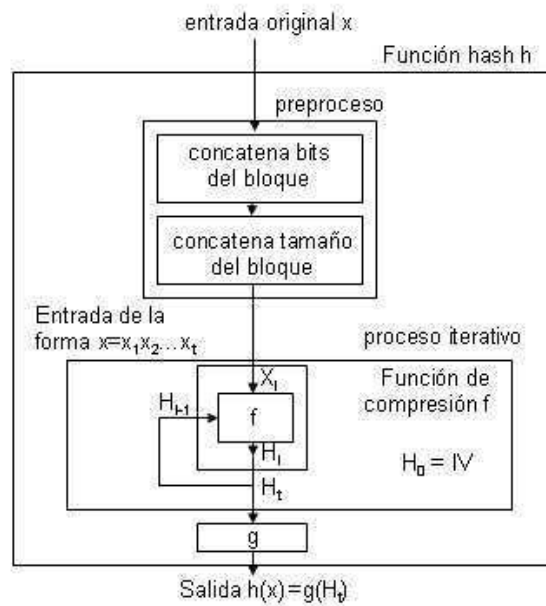 entrada original x
Función hash h
preproceso
concatena bits
del bloque
concatena tamaño
del bloque
Entrada de la
forma x=x₁x₂...xₜ
proceso iterativo
Función de
compresión f
Xᵢ
Hᵢ₋₁
f
Hᵢ
H₀ = IV
Hₜ
g
Salida h(x)=g(Hₜ)